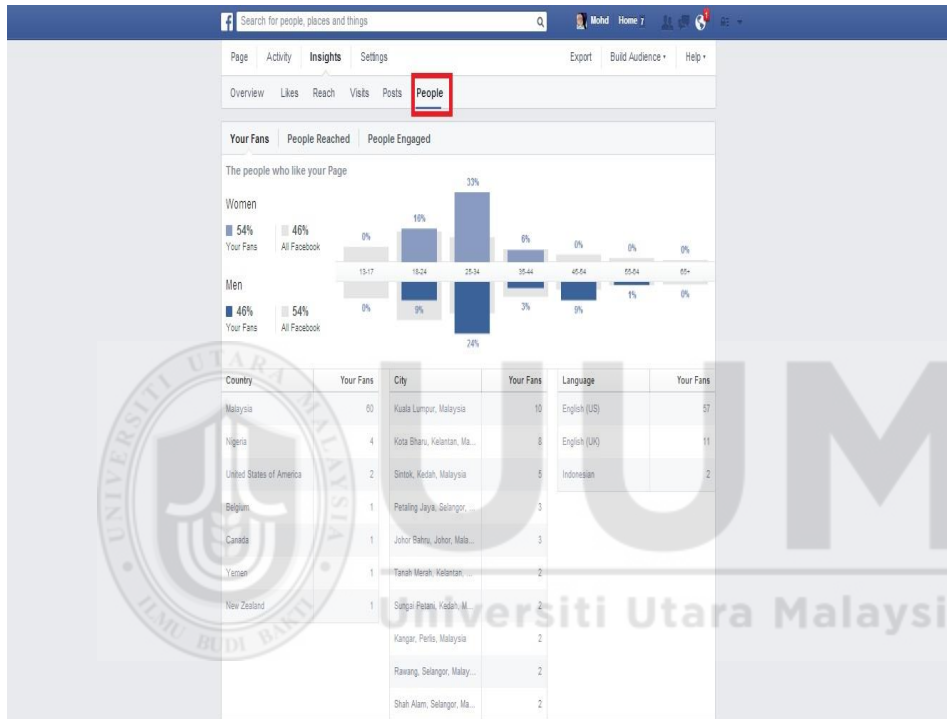 Search for people, places and things
Mohd Home 7
1
Page Activity Insights Settings Export Build Audience Help
Overview Likes Reach Visits Posts People
Your Fans People Reached People Engaged
The people who like your Page
Women
54% Your Fans
46% All Facebook
0% 16% 33% 6% 0% 0% 0%
13-17 18-24 25-34 35-44 45-54 55-64 65+
Men
46% Your Fans
54% All Facebook
0% 9% 24% 3% 9% 1% 0%
Country Your Fans
Malaysia 60
Nigeria 4
United States of America 2
Belgium 1
Canada 1
Yemen 1
New Zealand 1
City Your Fans
Kuala Lumpur, Malaysia 10
Kota Bharu, Kelantan, Ma... 8
Sintok, Kedah, Malaysia 5
Petaling Jaya, Selangor, ... 3
Johor Bahru, Johor, Mala... 3
Tanah Merah, Kelantan, ... 2
Sungai Petani, Kedah, M... 2
Kangar, Perlis, Malaysia 2
Rawang, Selangor, Malay... 2
Shah Alam, Selangor, Ma... 2
Language Your Fans
English (US) 57
English (UK) 11
Indonesian 2
UNIVERSITI UTARA MALAYSIA
ILMU BUDI BAKTI
UUM
Universiti Utara Malaysi